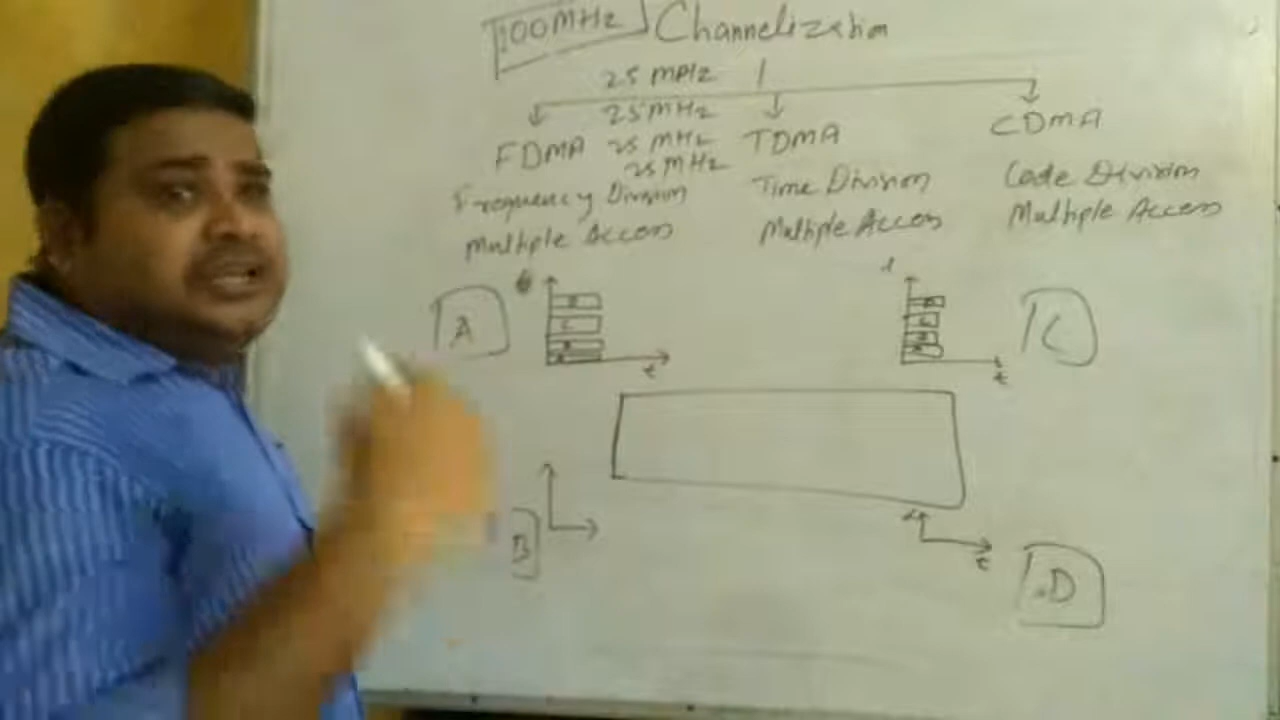 100MHz Channelization
25 MHz
25 MHz
FDMA 25 MHz TDMA CDMA
25 MHz
Frequency Division Time Division Code Division
Multiple Access Multiple Access Multiple Access
A C
t t
B D
t